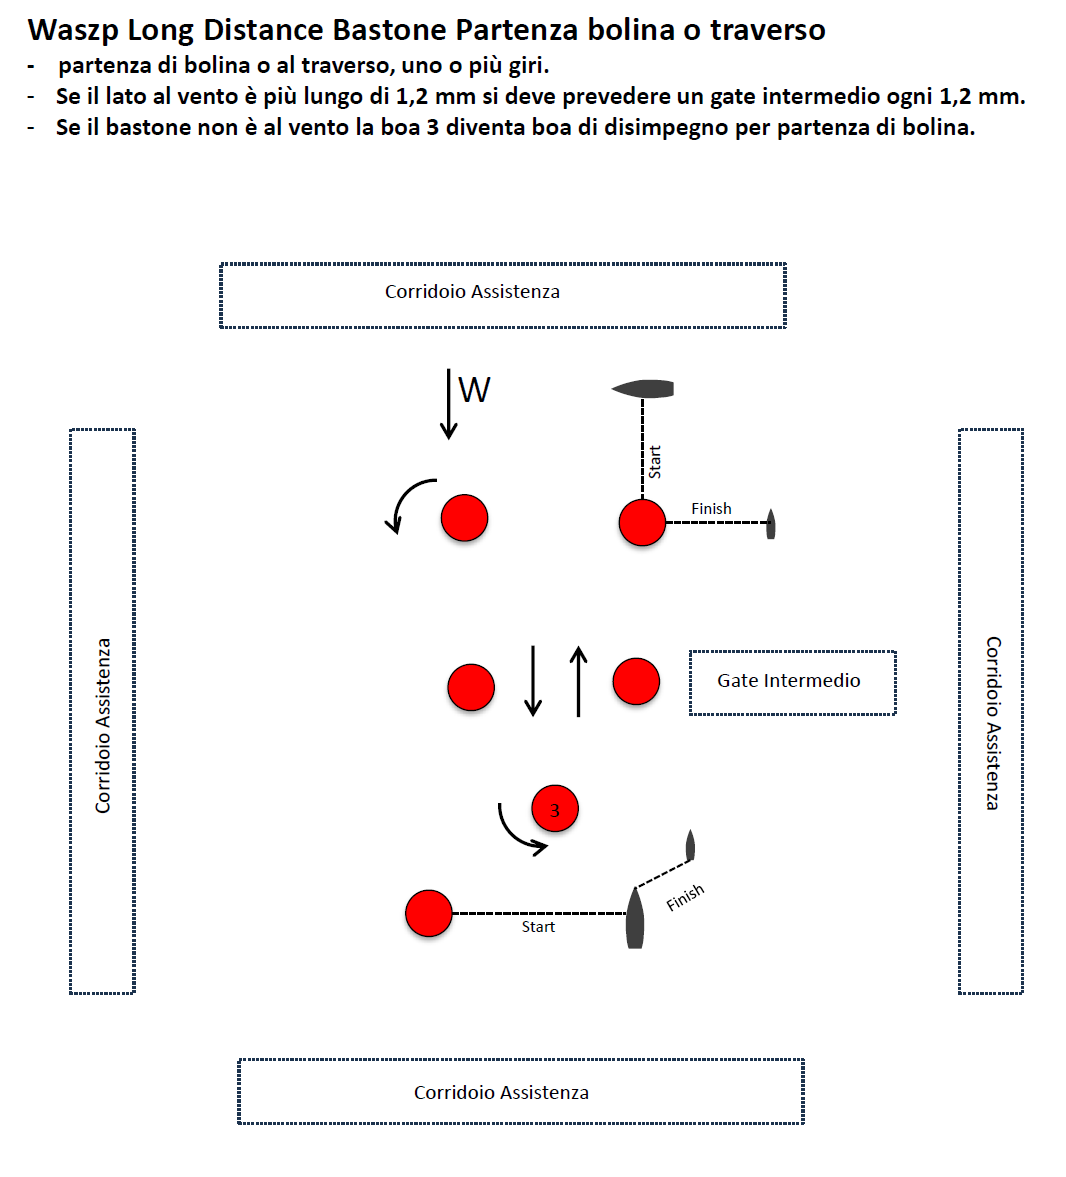 Waszp Long Distance Bastone Partenza bolina o traverso
- partenza di bolina o al traverso, uno o più giri.
- Se il lato al vento è più lungo di 1,2 mm si deve prevedere un gate intermedio ogni 1,2 mm.
- Se il bastone non è al vento la boa 3 diventa boa di disimpegno per partenza di bolina.
Corridoio Assistenza
W
Start
Finish
Corridoio Assistenza
Gate Intermedio
Corridoio Assistenza
3
Finish
Start
Corridoio Assistenza